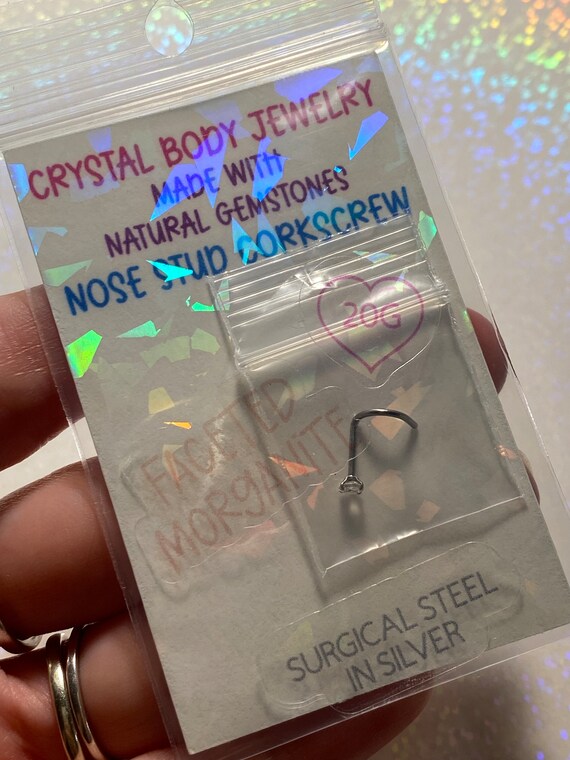 CRYSTAL BODY JEWELRY
MADE WITH
NATURAL GEMSTONES
NOSE STUD CORKSCREW
20G
FACETED
MORGANITE
SURGICAL STEEL
IN SILVER